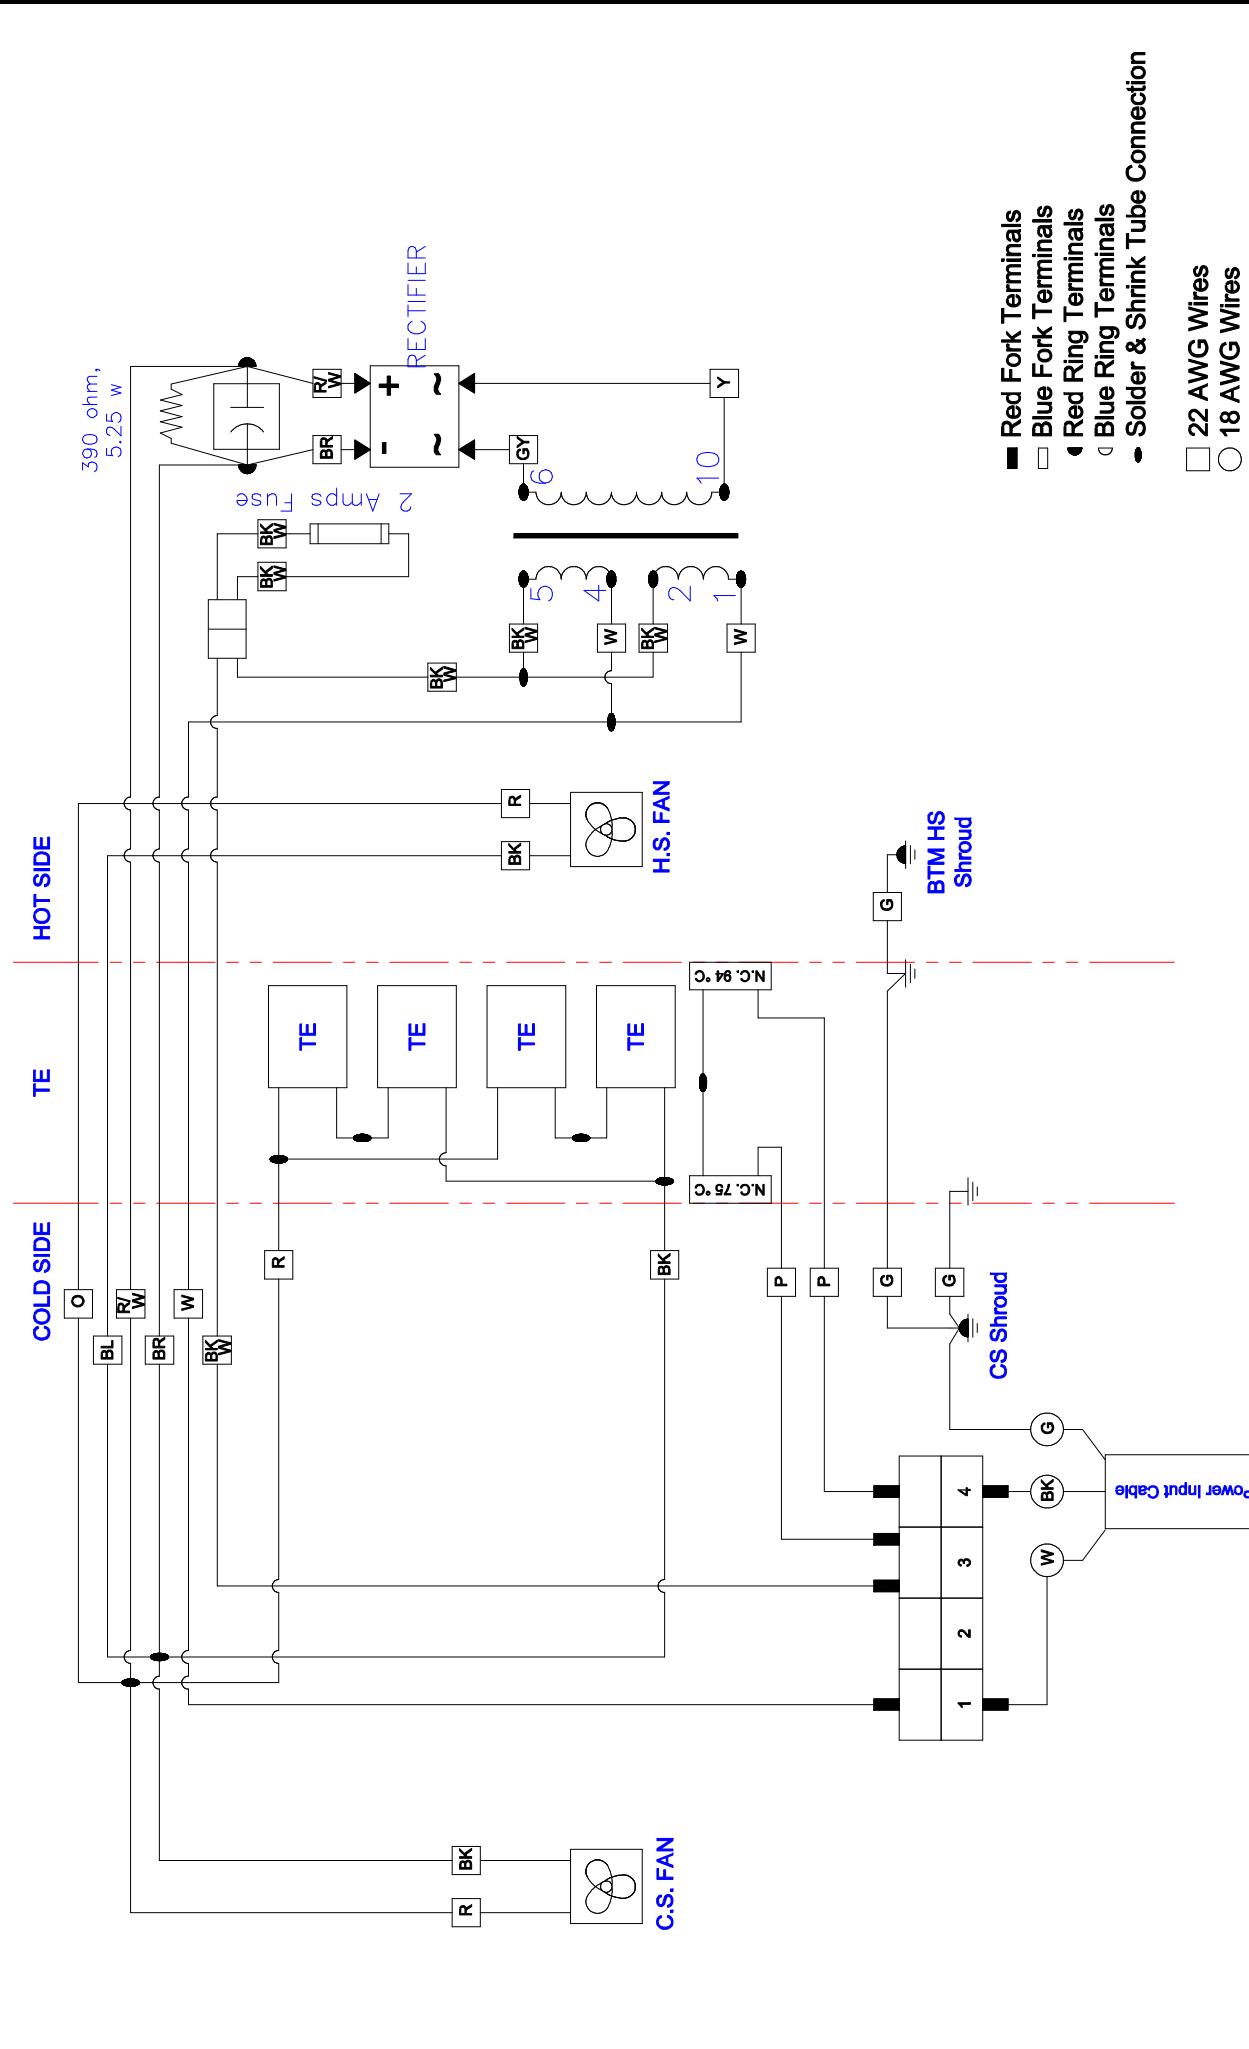 COLD SIDE
TE
HOT SIDE
O
BL
R/W
BR
W
BK/W
390 ohm,
5.25 w
R/W
BR
+
-
~
~
RECTIFIER
2 Amps Fuse
BK/W
BK/W
BK/W
GY
Y
6
10
5
4
2
1
BK/W
W
BK/W
W
R
BK
H.S. FAN
TE
TE
TE
TE
R
BK
N.C. 94 °C
N.C. 75 °C
P
P
G
G
G
BTM HS
Shroud
CS Shroud
1
2
3
4
W
BK
G
Power Input Cable
BK
R
C.S. FAN
Red Fork Terminals
Blue Fork Terminals
Red Ring Terminals
Blue Ring Terminals
Solder & Shrink Tube Connection
22 AWG Wires
18 AWG Wires